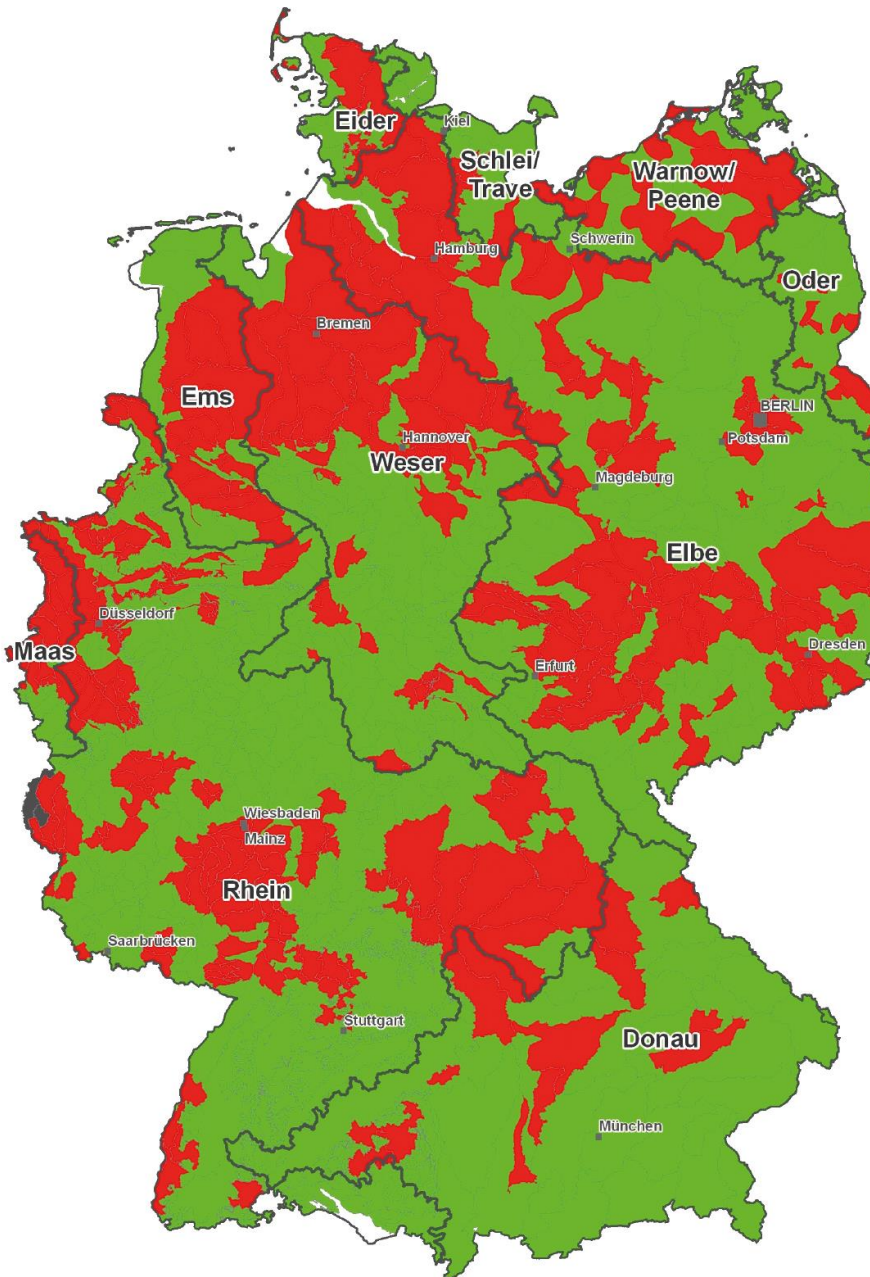 Eider
Kiel
Schlei/
Trave
Warnow/
Peene
Schwerin
Hamburg
Oder
Bremen
Ems
BERLIN
Hannover
Potsdam
Weser
Magdeburg
Elbe
Düsseldorf
Maas
Dresden
Erfurt
Wiesbaden
Mainz
Rhein
Saarbrücken
Stuttgart
Donau
München